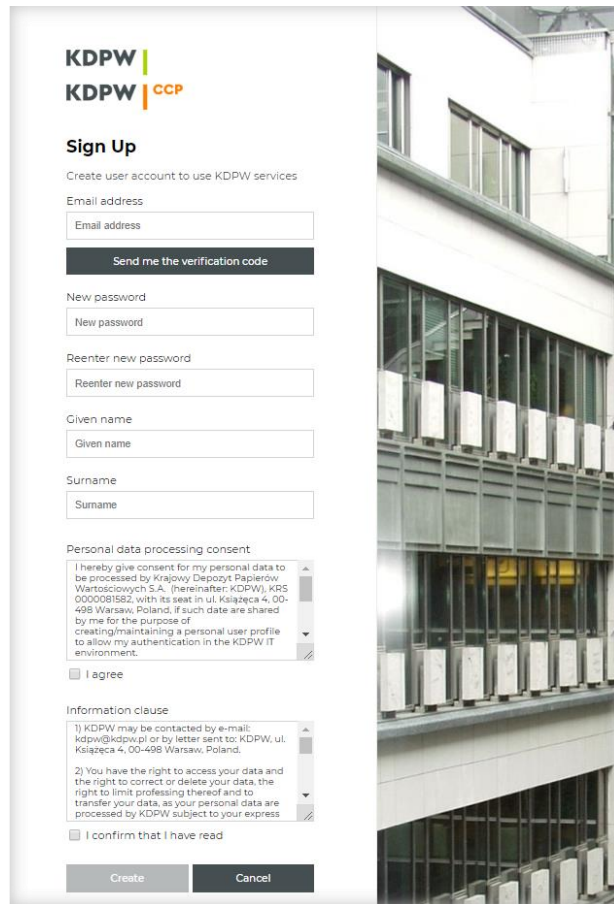 KDPW
KDPW CCP
Sign Up
Create user account to use KDPW services
Email address
Email address
Send me the verification code
New password
New password
Reenter new password
Reenter new password
Given name
Given name
Surname
Surname
Personal data processing consent
I hereby give consent for my personal data to
be processed by Krajowy Depozyt Papierów
Wartościowych S.A. (hereinafter: KDPW), KRS
0000081582, with its seat in ul. Książęca 4, 00-
498 Warsaw, Poland, if such date are shared
by me for the purpose of
creating/maintaining a personal user profile
to allow my authentication in the KDPW IT
environment.
I agree
Information clause
1) KDPW may be contacted by e-mail:
kdpw@kdpw.pl or by letter sent to: KDPW, ul.
Książęca 4, 00-498 Warsaw, Poland.
2) You have the right to access your data and
the right to correct or delete your data, the
right to limit professing thereof and to
transfer your data, as your personal data are
processed by KDPW subject to your express
I confirm that I have read
Create
Cancel